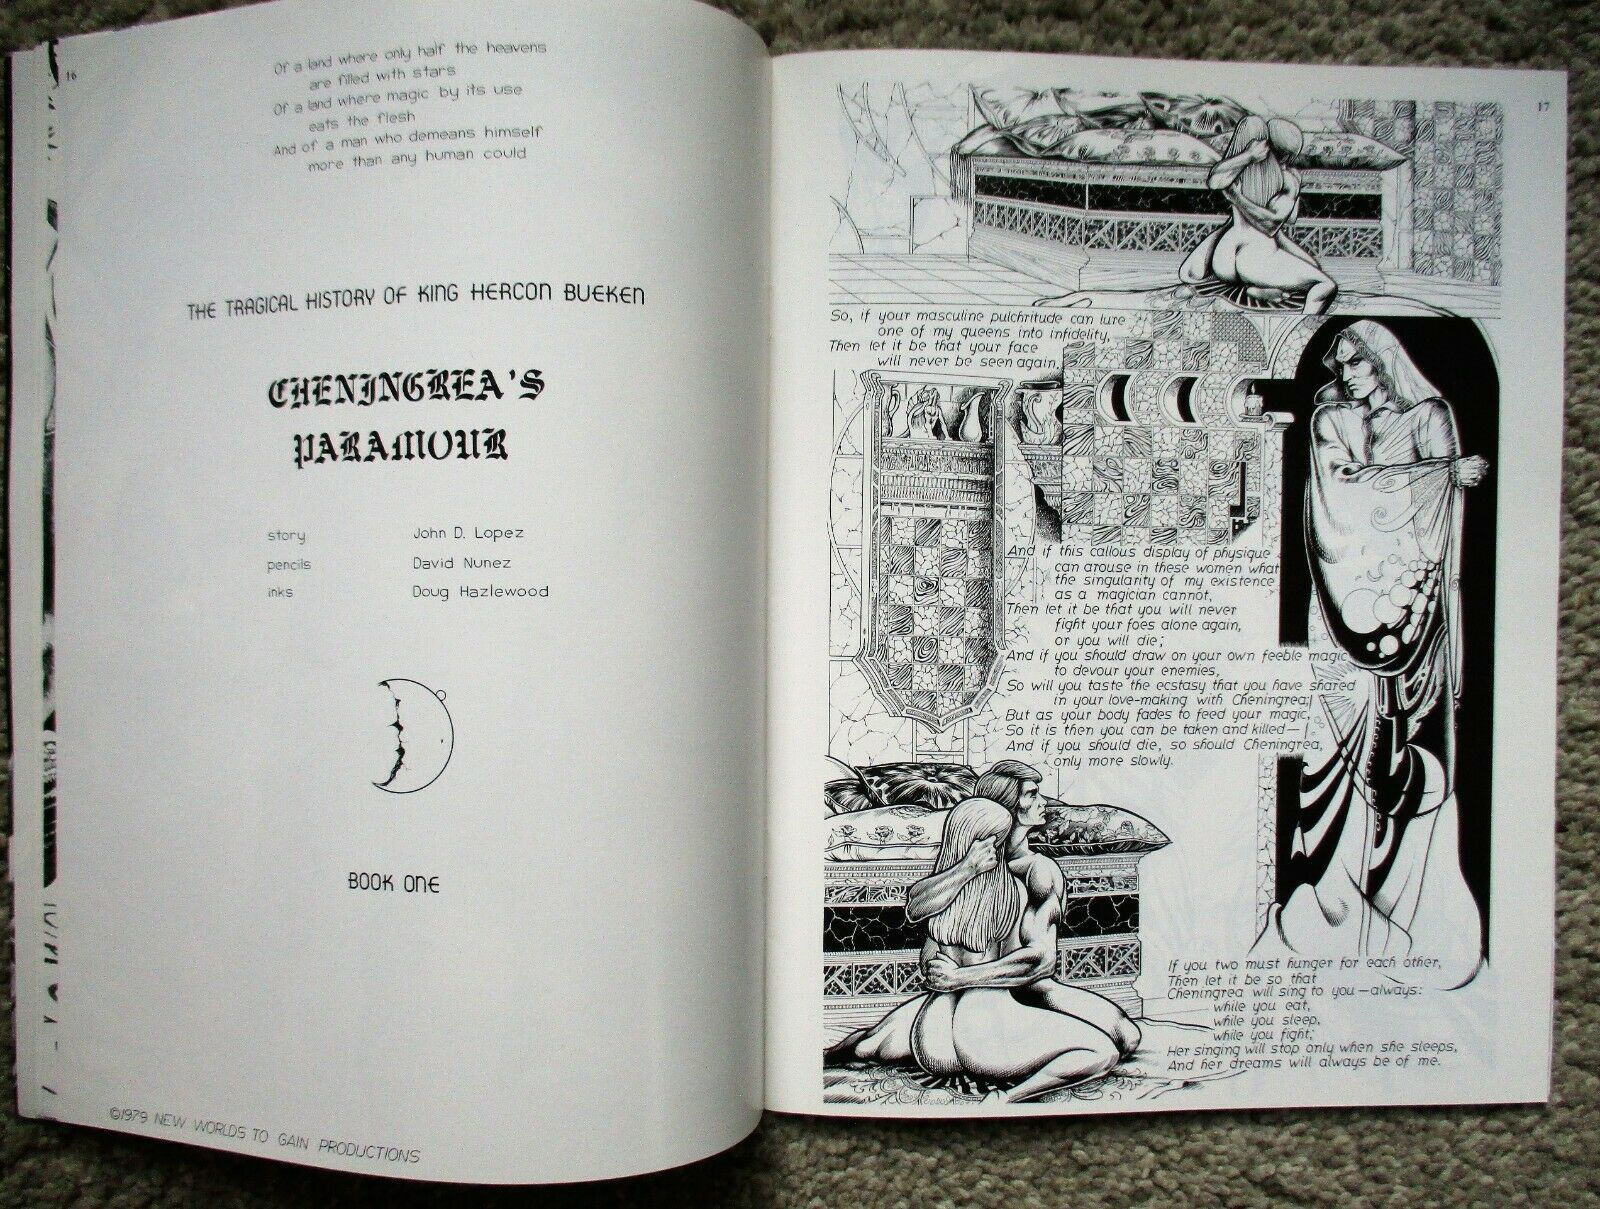 16
Of a land where only half the heavens
are filled with stars
Of a land where magic by its use
eats the flesh
And of a man who demeans himself
more than any human could
THE TRAGICAL HISTORY OF KING HERCON BUEKEN
CHENINGREA'S
PARAMOUR
story John D. Lopez
pencils David Nunez
inks Doug Hazlewood
BOOK ONE
©1979 NEW WORLDS TO GAIN PRODUCTIONS
17
So, if your masculine pulchritude can lure
one of my queens into infidelity,
Then let it be that your face
will never be seen again.
And if this callous display of physique
can arouse in these women what
the singularity of my existence
as a magician cannot,
Then let it be that you will never
fight your foes alone again,
or you will die;
And if you should draw on your own feeble magic
to devour your enemies,
So will you taste the ecstasy that you have shared
in your love-making with Cheningrea;
But as your body fades to feed your magic,
So it is then you can be taken and killed—
And if you should die, so should Cheningrea,
only more slowly.
If you two must hunger for each other,
Then let it be so that
Cheningrea will sing to you—always:
while you eat,
while you sleep,
while you fight;
Her singing will stop only when she sleeps,
And her dreams will always be of me.